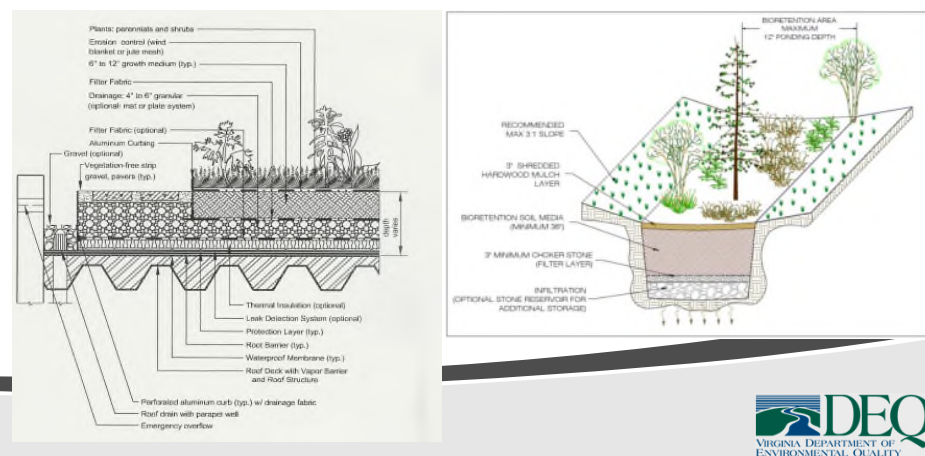 Plants: perennials and shrubs
Erosion control (wind
blanket or jute mesh)
6" to 12" growth medium (typ.)
Filter Fabric
Drainage: 4" to 6" granular
(optional: mat or plate system)
Filter Fabric (optional)
Aluminum Curbing
Gravel (optional)
Vegetation-free strip
gravel, pavers (typ.)
depth
varies
Thermal Insulation (optional)
Leak Detection System (optional)
Protection Layer (typ.)
Root Barrier (typ.)
Waterproof Membrane (typ.)
Roof Deck with Vapor Barrier
and Roof Structure
Perforated aluminum curb (typ.) w/ drainage fabric
Roof drain with parapet well
Emergency overflow
BIORETENTION AREA
MAXIMUM
12" PONDING DEPTH
RECOMMENDED
MAX 3:1 SLOPE
3" SHREDDED
HARDWOOD MULCH
LAYER
BIORETENTION SOIL MEDIA
(MINIMUM 36")
3" MINIMUM CHOKER STONE
(FILTER LAYER)
INFILTRATION
(OPTIONAL STONE RESERVOIR FOR
ADDITIONAL STORAGE)
DEQ
VIRGINIA DEPARTMENT OF
ENVIRONMENTAL QUALITY